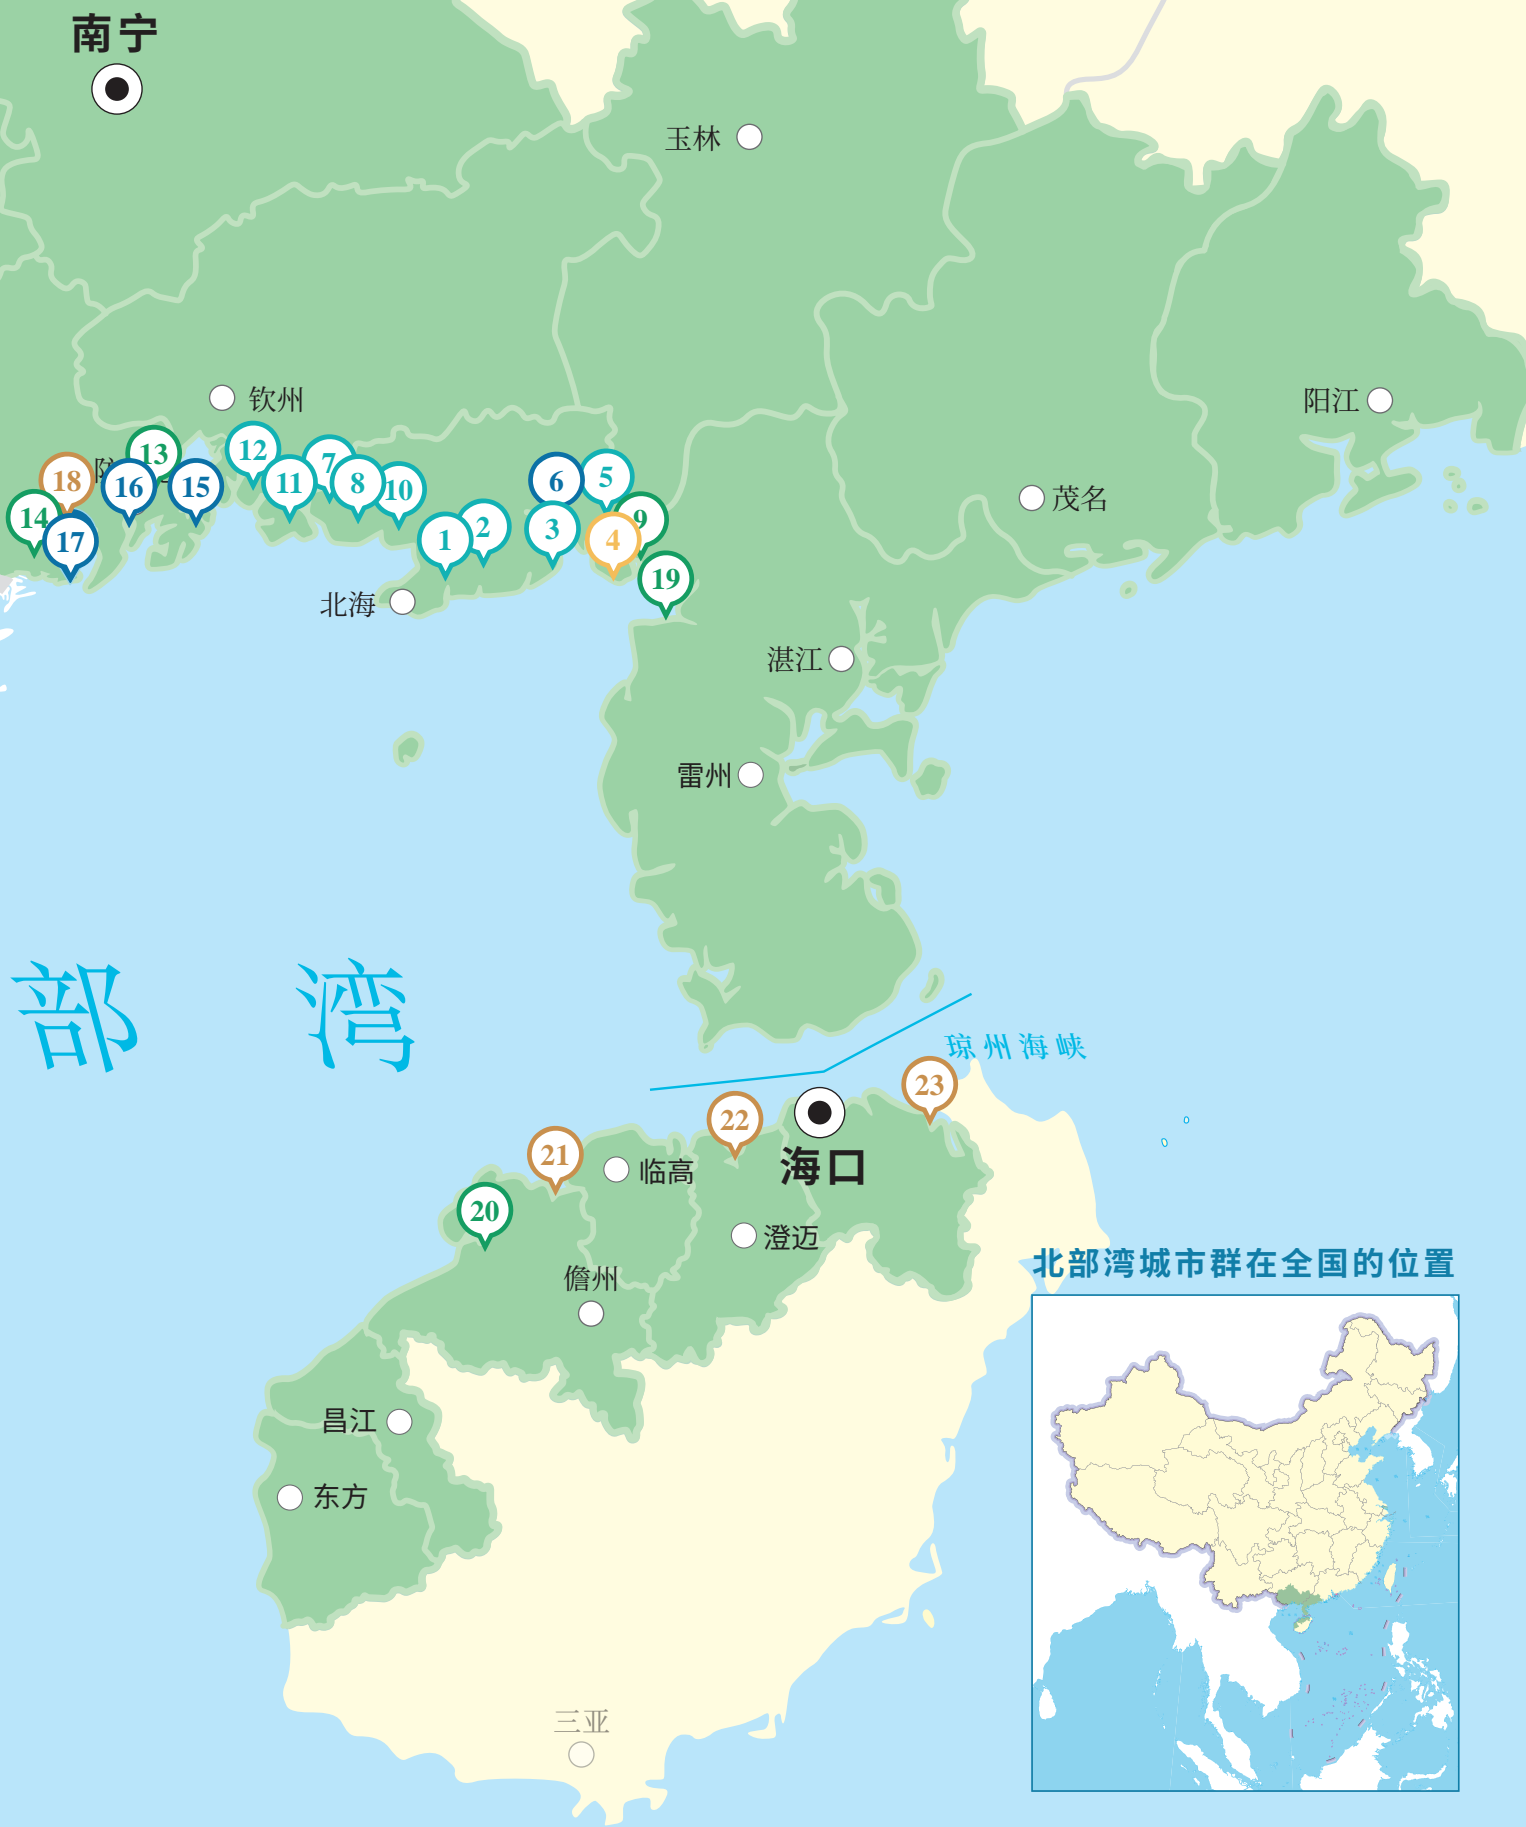 南宁
玉林
钦州
阳江
12
13
7
18
防
16
15
11
8
10
6
5
茂名
14
17
1
2
3
9
4
19
北海
湛江
雷州
部 湾
琼州海峡
23
22
21
海口
临高
20
澄迈
儋州
北部湾城市群在全国的位置
昌江
东方
三亚